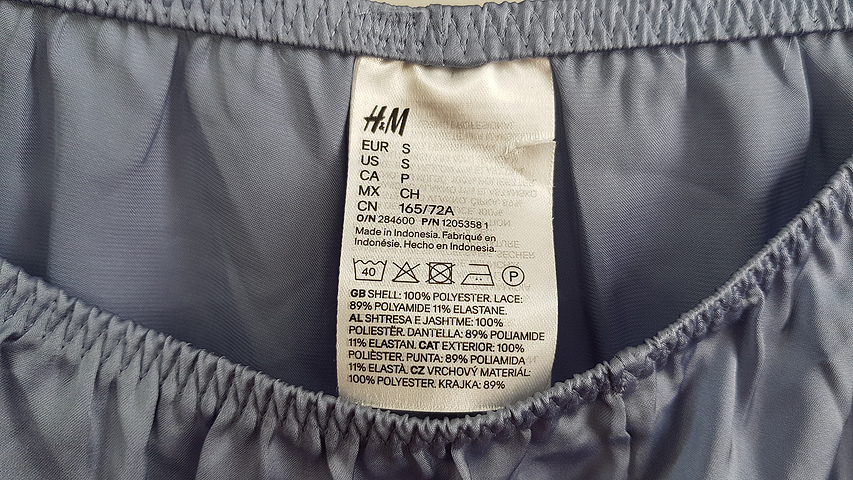 H&M
EUR S
US S
CA P
MX CH
CN 165/72A
O/N 284600 P/N 1205358 1
Made in Indonesia. Fabriqué en
Indonésie. Hecho en Indonesia.
40 P
GB SHELL: 100% POLYESTER. LACE:
89% POLYAMIDE 11% ELASTANE.
AL SHTRESA E JASHTME: 100%
POLIESTËR. DANTELLA: 89% POLIAMIDE
11% ELASTAN. CAT EXTERIOR: 100%
POLIÈSTER. PUNTA: 89% POLIAMIDA
11% ELASTÀ. CZ VRCHOVÝ MATERIÁL:
100% POLYESTER. KRAJKA: 89%